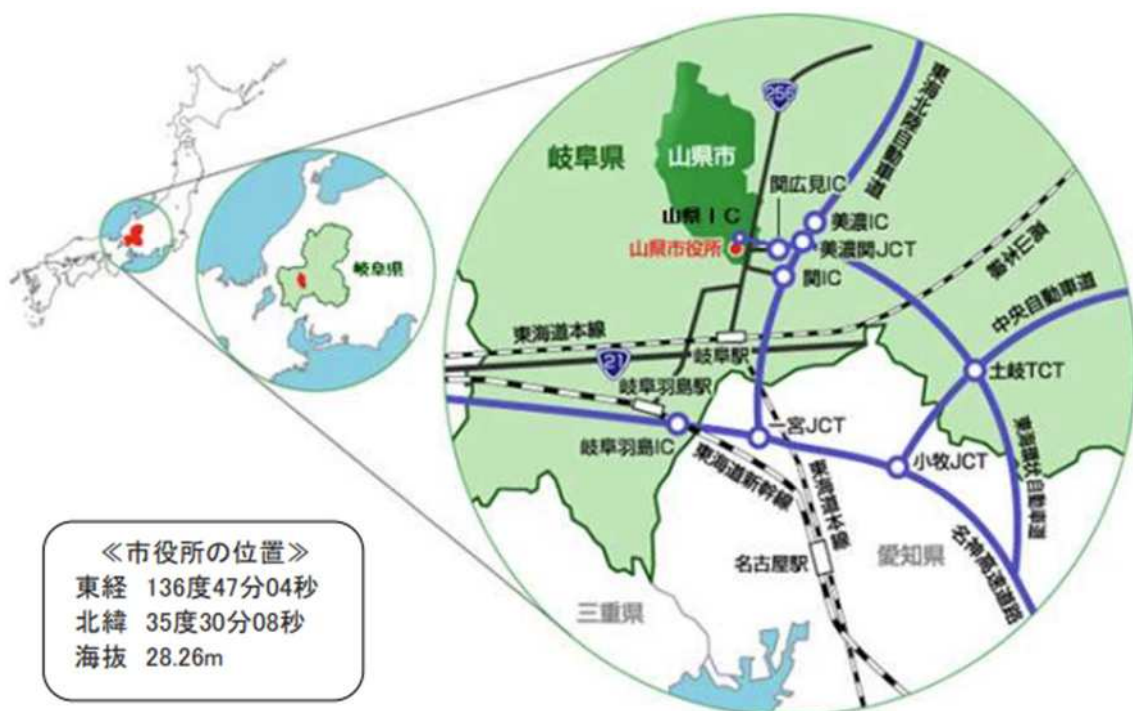 岐阜県
256
東海北陸自動車道
岐阜県
山県市
関広見IC
山県IC
美濃IC
山県市役所
美濃関JCT
高山本線
関IC
中央自動車道
東海道本線
21
岐阜駅
土岐TCT
岐阜羽島駅
一宮JCT
岐阜羽島IC
小牧JCT
東海環状自動車道
東海道新幹線
東海道本線
愛知県
名古屋駅
名神高速道路
三重県
≪市役所の位置≫
東経 136度47分04秒
北緯 35度30分08秒
海抜 28.26m